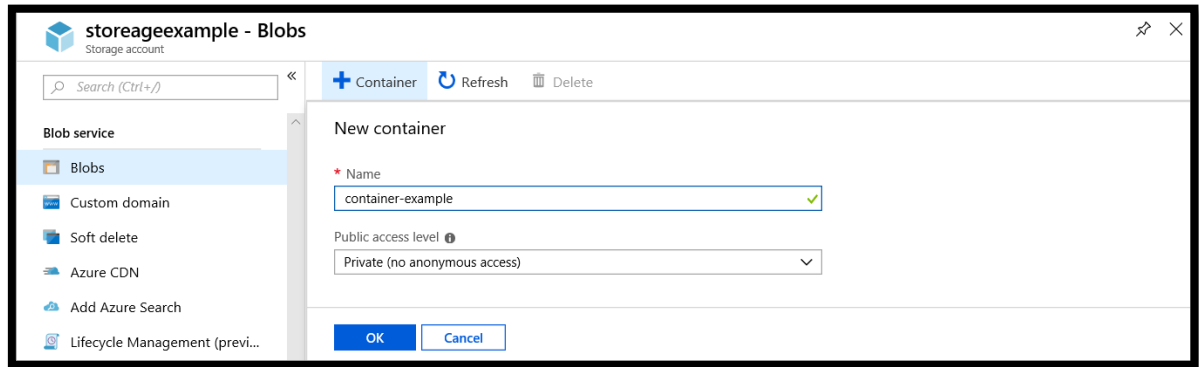 storeageexample - Blobs
Storage account
Search (Ctrl+/)
«
Blob service
Blobs
Custom domain
Soft delete
Azure CDN
Add Azure Search
Lifecycle Management (previ...
+ Container Refresh Delete
New container
* Name
container-example
Public access level
Private (no anonymous access)
OK Cancel